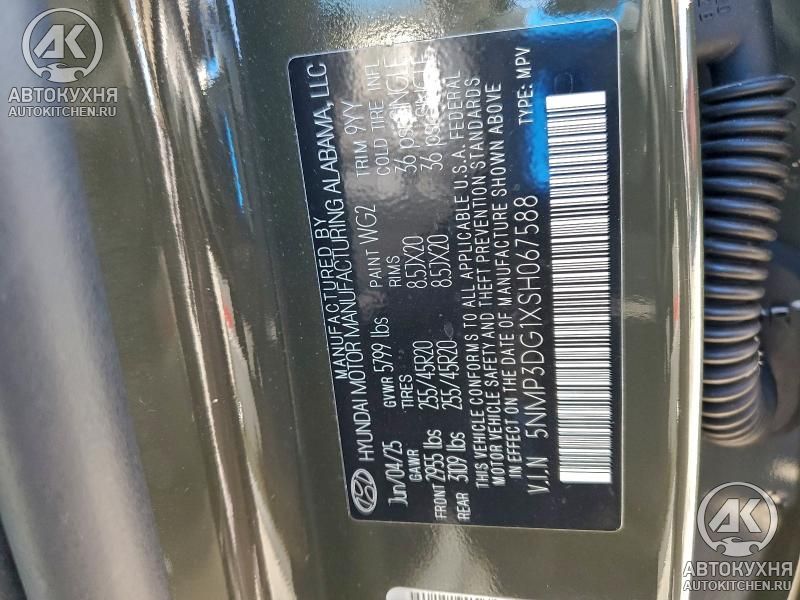 AK
АВТОКУХНЯ
AUTOKITCHEN.RU
MANUFACTURED BY
HYUNDAI MOTOR MANUFACTURING ALABAMA, LLC
Jun/04/25 GVWR 5799 lbs PAINT WG2 TRIM 9YY
GAWR TIRES RIMS COLD TIRE INFL
FRONT 2955 lbs 255/45R20 8.5JX20 36 psi SINGLE
REAR 3109 lbs 255/45R20 8.5JX20 36 psi
THIS VEHICLE CONFORMS TO ALL APPLICABLE U.S.A. FEDERAL
MOTOR VEHICLE SAFETY AND THEFT PREVENTION STANDARDS
IN EFFECT ON THE DATE OF MANUFACTURE SHOWN ABOVE
V.I.N 5NMP3DG1XSH067588 TYPE: MPV
AK
АВТОКУХНЯ
AUTOKITCHEN.RU